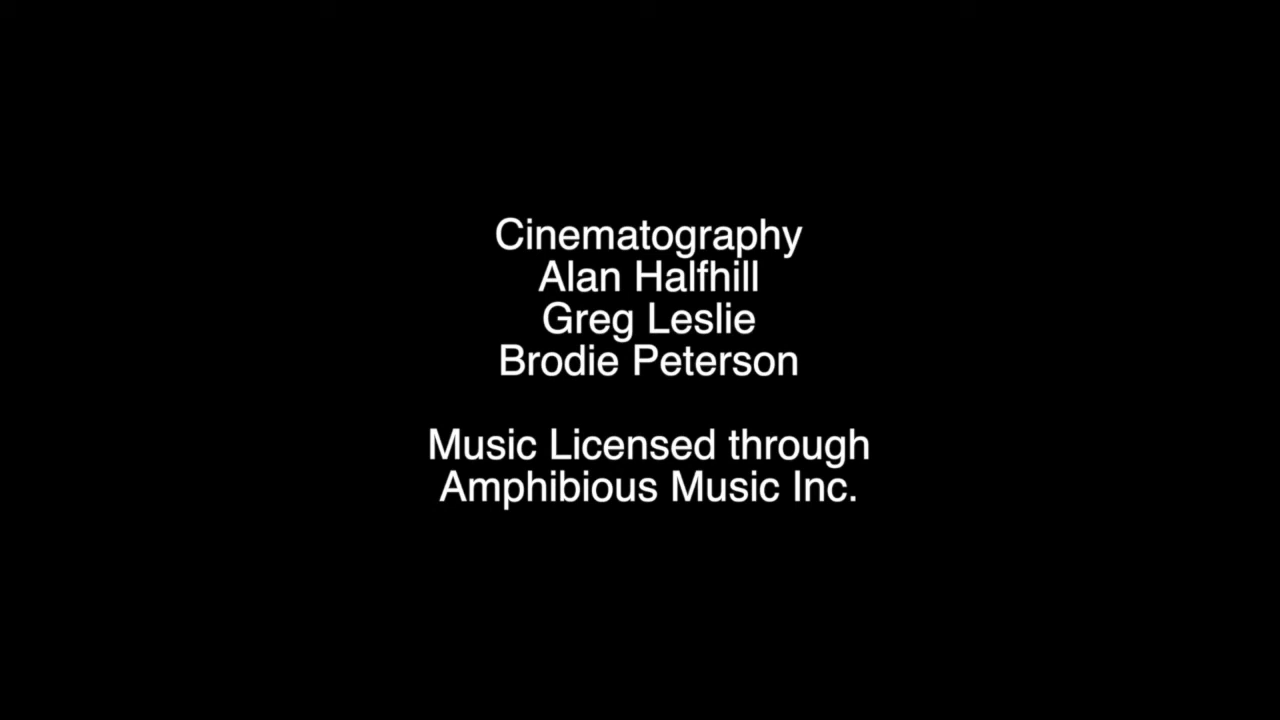 Cinematography
Alan Halfhill
Greg Leslie
Brodie Peterson
Music Licensed through
Amphibious Music Inc.